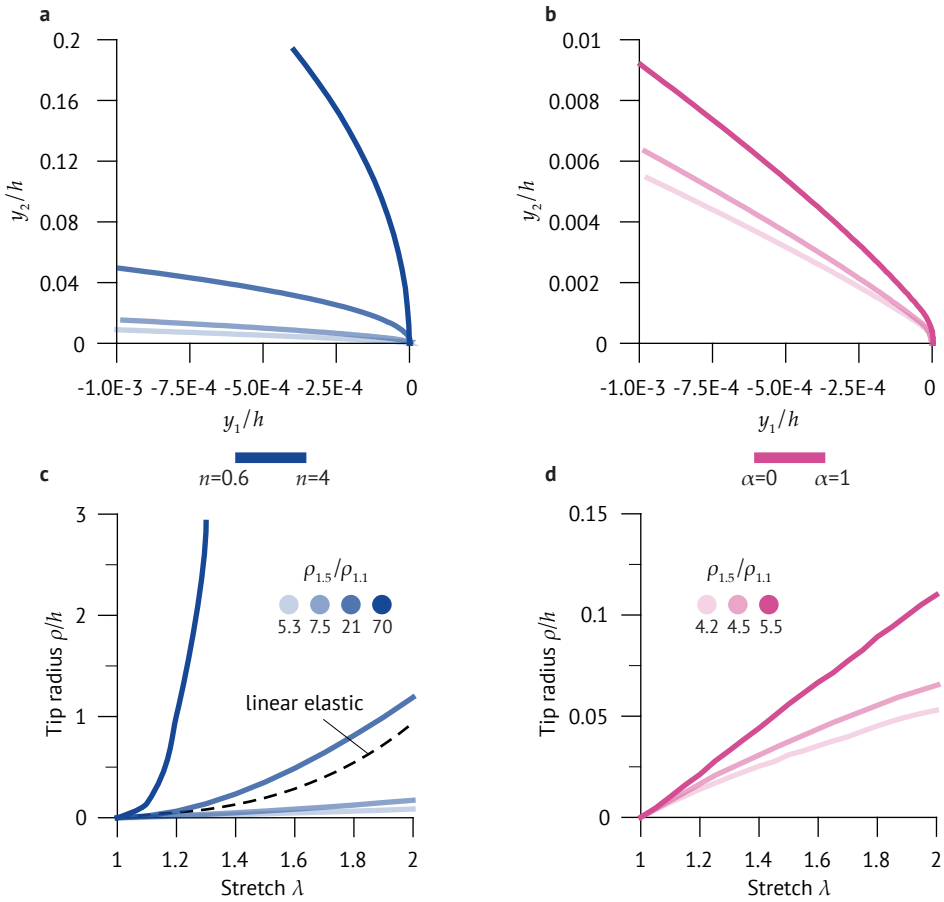 a
0.2
0.16
0.12
0.08
0.04
0
y₂/h
-1.0E-3 -7.5E-4 -5.0E-4 -2.5E-4 0
y₁/h
b
0.01
0.008
0.006
0.004
0.002
0
y₂/h
-1.0E-3 -7.5E-4 -5.0E-4 -2.5E-4 0
y₁/h
n=0.6 n=4
α=0 α=1
c
3
2
1
0
Tip radius ρ/h
ρ₁.₅/ρ₁.₁
5.3 7.5 21 70
linear elastic
1 1.2 1.4 1.6 1.8 2
Stretch λ
d
0.15
0.1
0.05
0
Tip radius ρ/h
ρ₁.₅/ρ₁.₁
4.2 4.5 5.5
1 1.2 1.4 1.6 1.8 2
Stretch λ